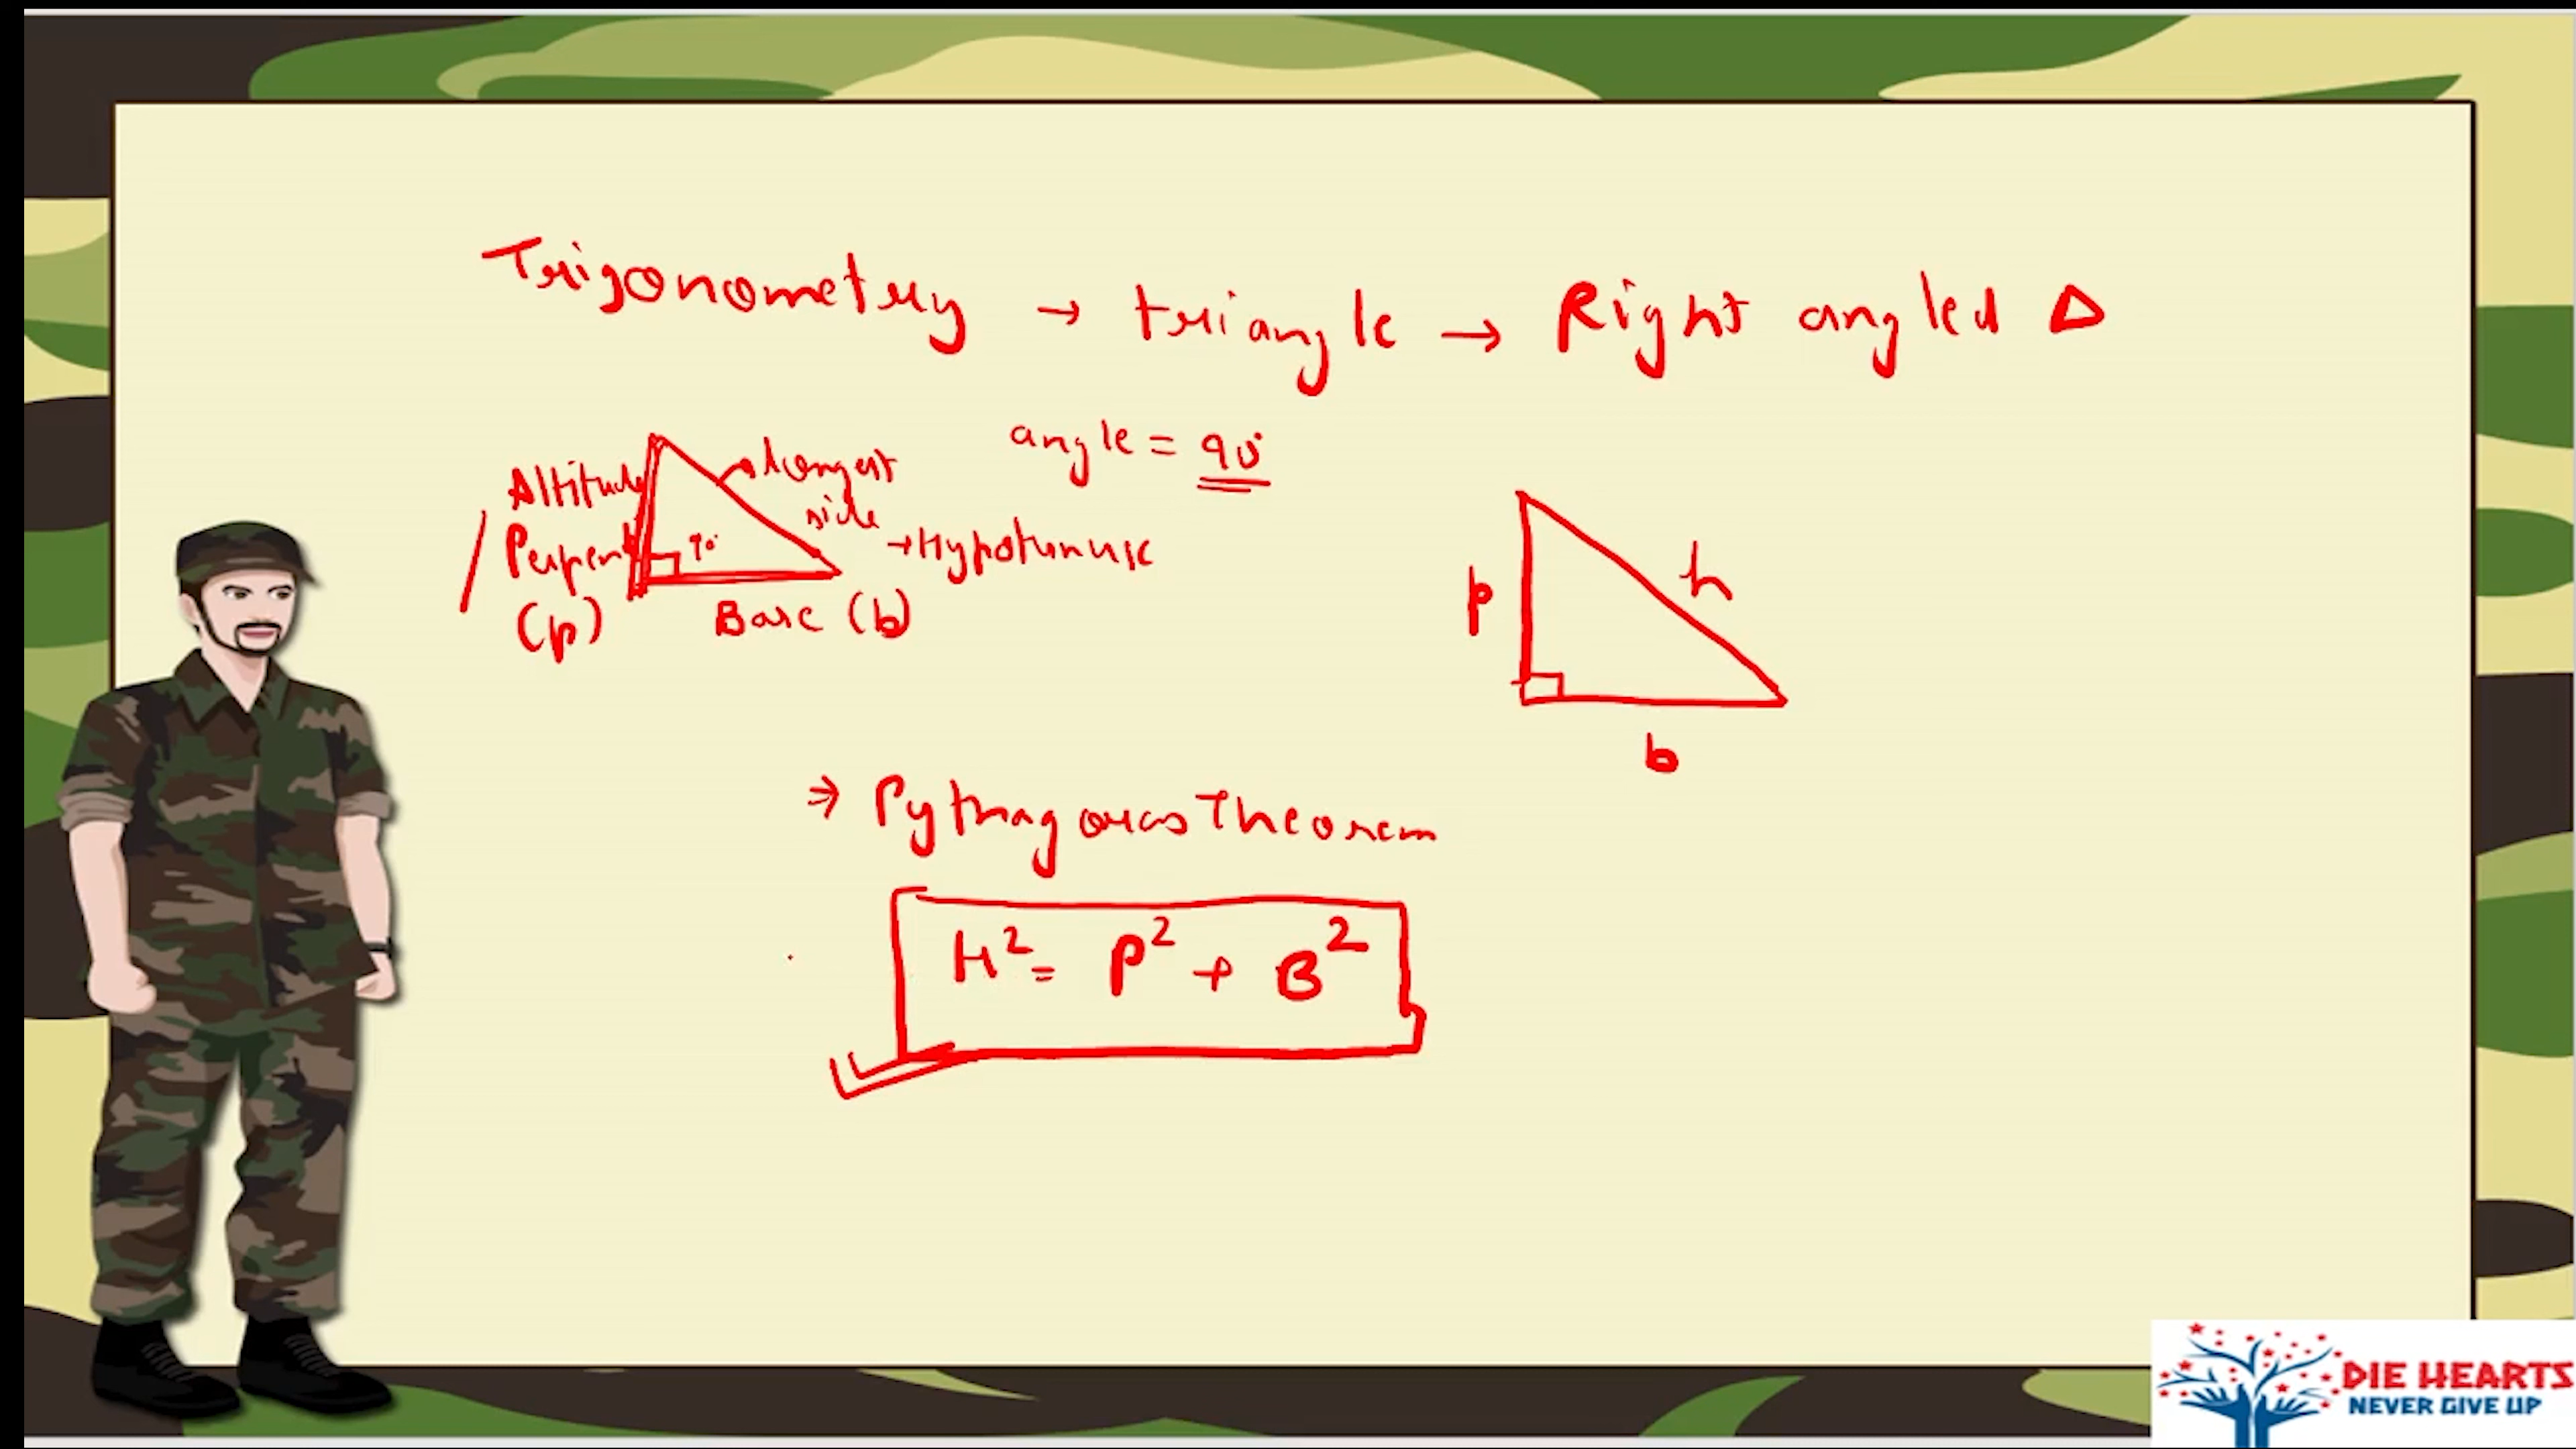 Trigonometry → triangle → Right angled Δ
angle = 90°
Altitude
Longest
side → Hypotenuse
90°
(p)
Base (b)
p
h
b
⇒ Pythagoras Theorem
H² = P² + B²
DIE HEARTS
NEVER GIVE UP